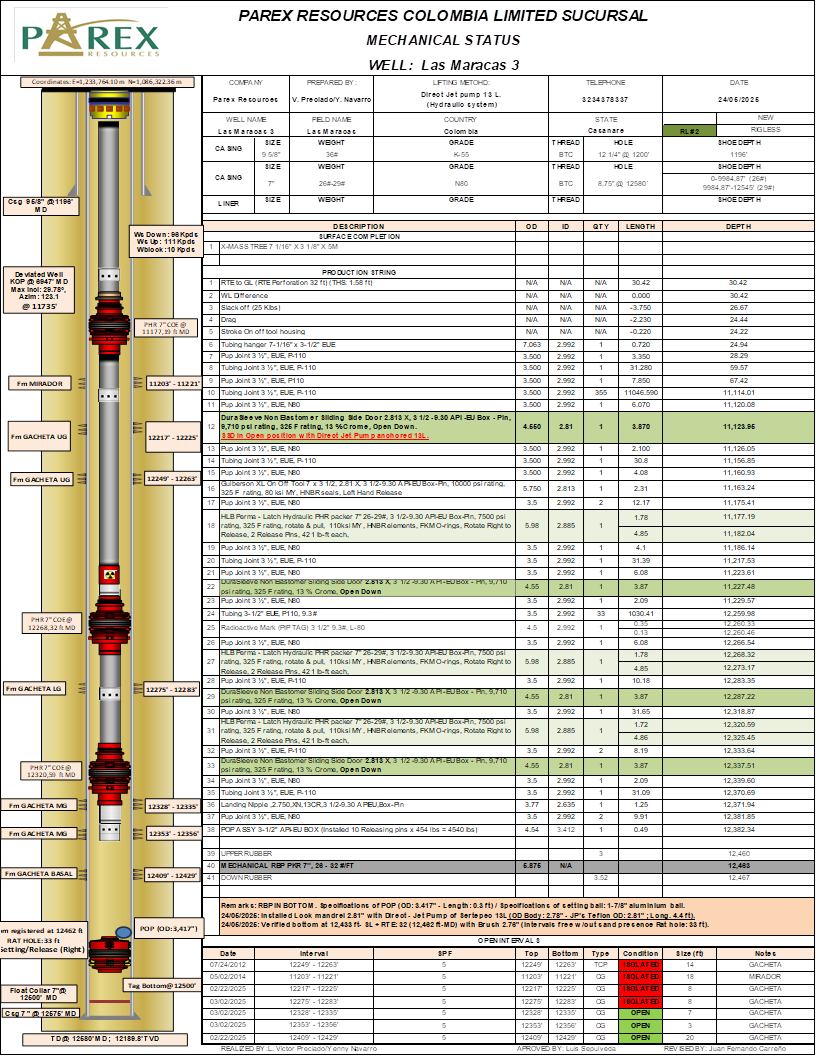 PAREX
RESOURCES
PAREX RESOURCES COLOMBIA LIMITED SUCURSAL
MECHANICAL STATUS
WELL: Las Maracas 3
Coordinates: E=1,233,764.10 m N=1,086,322.36 m
COMPANY PREPARED BY : LIFTING METOHD: TELEPHONE DATE
Parex Resources V. Preciado/Y. Navarro Direct Jet pump 13 L. (Hydraulic system) 3234378337 24/05/2025
WELL NAME FIELD NAME COUNTRY STATE NEW
Las Maracas 3 Las Maracas Colombia Casanare RL#2 RIGLESS
CASING SIZE WEIGHT GRADE THREAD HOLE SHOE DEPTH
9 5/8" 36# K-55 BTC 12 1/4" @ 1200' 1196'
CASING SIZE WEIGHT GRADE THREAD HOLE SHOE DEPTH
7" 26#-29# N80 BTC 8,75" @ 12580' 0-9984,87' (26#)
9984,87'-12545' (29#)
LINER SIZE WEIGHT GRADE THREAD SHOE DEPTH
DESCRIPTION OD ID QTY LENGTH DEPTH
SURFACE COMPLETION
1 X-MASS TREE 7 1/16" X 3 1/8" X 5M
PRODUCTION STRING
1 RTE to GL (RTE Perforation 32 ft) (THS: 1.58 ft) N/A N/A N/A 30.42 30.42
2 WL Difference N/A N/A N/A 0.000 30.42
3 Slack off (25 Klbs) N/A N/A N/A -3.750 26.67
4 Drag N/A N/A N/A -2.230 24.44
5 Stroke On off tool housing N/A N/A N/A -0.220 24.22
6 Tubing hanger 7-1/16" x 3-1/2" EUE 7.063 2.992 1 0.720 24.94
7 Pup Joint 3 ½", EUE, P-110 3.500 2.992 1 3.350 28.29
8 Tubing Joint 3 ½", EUE, P-110 3.500 2.992 1 31.280 59.57
9 Pup Joint 3 ½", EUE, P110 3.500 2.992 1 7.850 67.42
10 Tubing Joint 3 ½", EUE, P-110 3.500 2.992 355 11046.590 11,114.01
11 Pup Joint 3 ½", EUE, N80 3.500 2.992 1 6.070 11,120.08
12 DuraSleeve Non Elastomer Sliding Side Door 2.813 X, 3 1/2 -9.30 API -EU Box - Pin, 9,710 psi rating, 325 F rating, 13 %Crome, Open Down. 4.550 2.81 1 3.870 11,123.95
SSD in Open position with Direct Jet Pump anchored 13L.
13 Pup Joint 3 ½", EUE, N80 3.500 2.992 1 2.100 11,126.05
14 Tubing Joint 3 ½", EUE, P-110 3.500 2.992 1 30.8 11,156.85
15 Pup Joint 3 ½", EUE, N80 3.500 2.992 1 4.08 11,160.93
16 Guiberson XL On Off Tool 7 x 3 1/2, 2.81 X, 3 1/2-9.30 API-EU Box-Pin, 10000 psi rating, 325 F rating, 80 ksi MY, HNBR seals, Left Hand Release 5.750 2.813 1 2.31 11,163.24
17 Pup Joint 3 ½", EUE, N80 3.5 2.992 2 12.17 11,175.41
18 HLB Perma - Latch Hydraulic PHR packer 7" 26-29#, 3 1/2-9.30 API-EU Box-Pin, 7500 psi rating, 325 F rating, rotate & pull, 110ksi MY, HNBR elements, FKM O-rings, Rotate Right to Release, 2 Release Pins, 42 1 lb-ft each, 5.98 2.885 1 1.78 11,177.19
4.85 11,182.04
19 Pup Joint 3 ½", EUE, N80 3.5 2.992 1 4.1 11,186.14
20 Tubing Joint 3 ½", EUE, P-110 3.5 2.992 1 31.39 11,217.53
21 Pup Joint 3 ½", EUE, N80 3.5 2.992 1 6.08 11,223.61
22 DuraSleeve Non Elastomer Sliding Side Door 2.813 X, 3 1/2 -9.30 API -EU Box - Pin, 9,710 psi rating, 325 F rating, 13 % Crome, Open Down 4.55 2.81 1 3.87 11,227.48
23 Pup Joint 3 ½", EUE, N80 3.5 2.992 1 2.09 11,229.57
24 Tubing 3-1/2" EUE, P110, 9.3# 3.5 2.992 33 1030.41 12,259.98
25 Radioactive Mark (PIP TAG) 3 1/2" 9.3#, L-80 4.5 2.992 1 0.35 12,260.33
0.13 12,260.46
26 Pup Joint 3 ½", EUE, N80 3.5 2.992 1 6.08 12,266.54
27 HLB Perma - Latch Hydraulic PHR packer 7" 26-29#, 3 1/2-9.30 API-EU Box-Pin, 7500 psi rating, 325 F rating, rotate & pull, 110ksi MY, HNBR elements, FKM O-rings, Rotate Right to Release, 2 Release Pins, 42 1 lb-ft each, 5.98 2.885 1 1.78 12,268.32
4.85 12,273.17
28 Pup Joint 3 ½", EUE, P-110 3.5 2.992 1 10.18 12,283.35
29 DuraSleeve Non Elastomer Sliding Side Door 2.813 X, 3 1/2 -9.30 API -EU Box - Pin, 9,710 psi rating, 325 F rating, 13 % Crome, Open Down 4.55 2.81 1 3.87 12,287.22
30 Pup Joint 3 ½", EUE, N80 3.5 2.992 1 31.65 12,318.87
31 HLB Perma - Latch Hydraulic PHR packer 7" 26-29#, 3 1/2-9.30 API-EU Box-Pin, 7500 psi rating, 325 F rating, rotate & pull, 110ksi MY, HNBR elements, FKM O-rings, Rotate Right to Release, 2 Release Pins, 42 1 lb-ft each, 5.98 2.885 1 1.72 12,320.59
4.86 12,325.45
32 Pup Joint 3 ½", EUE, P-110 3.5 2.992 2 8.19 12,333.64
33 DuraSleeve Non Elastomer Sliding Side Door 2.813 X, 3 1/2 -9.30 API -EU Box - Pin, 9,710 psi rating, 325 F rating, 13 % Crome, Open Down 4.55 2.81 1 3.87 12,337.51
34 Pup Joint 3 ½", EUE, N80 3.5 2.992 1 2.09 12,339.60
35 Tubing Joint 3 ½", EUE, P-110 3.5 2.992 1 31.09 12,370.69
36 Landing Nipple ,2.750,XN,13CR,3 1/2-9.30 APIEU,Box-Pin 3.77 2.635 1 1.25 12,371.94
37 Pup Joint 3 ½", EUE, N80 3.5 2.992 2 9.91 12,381.85
38 POP ASSY 3-1/2" API-EU BOX (Installed 10 Releasing pins x 454 lbs = 4540 lbs) 4.54 3.412 1 0.49 12,382.34
39 UPPER RUBBER 3 12,460
40 MECHANICAL RBP PKR 7", 26 - 32 #/FT 5.875 N/A 12,463
41 DOWN RUBBER 3.52 12,467
Remarks: RBP IN BOTTOM . Specifications of POP (OD: 3.417" - Length: 0.3 ft) / Specifications of setting ball: 1-7/8" aluminium ball.
24/05/2025: Installed Lock mandrel 2.81" with Direct - Jet Pump of Sertepco 13L (OD Body: 2.78" - JP's Teflon OD: 2.81" ; Long. 4.4 ft).
24/05/2025: Verified bottom at 12,433 ft- SL + RTE: 32 (12,462 ft-MD) with Brush 2.78" (Intervals free w/out sand presence Rat hole: 33 ft).
OPEN INTERVALS
Date Interval SPF Top Bottom Type Condition Size (ft) Notes
07/24/2012 12249' - 12263' 5 12249' 12263' TCP ISOLATED 14 GACHETA
05/02/2014 11203' - 11221' 5 11203' 11221' CG ISOLATED 18 MIRADOR
02/22/2025 12217' - 12225' 5 12217' 12225' CG ISOLATED 8 GACHETA
03/02/2025 12275' - 12283' 5 12275' 12283' CG ISOLATED 8 GACHETA
03/02/2025 12328' - 12335' 5 12328' 12335' CG OPEN 7 GACHETA
03/02/2025 12353' - 12356' 5 12353' 12356' CG OPEN 3 GACHETA
02/22/2025 12409' - 12429' 5 12409' 12429' CG OPEN 20 GACHETA
REALIZED BY :L. Victor Preciado/Yenny Navarro APROVED BY: Luis Sepulveda REVISED BY: Juan Fernando Carreño
Csg 9 5/8" @ 1196' MD
Ws Down : 96 Kpds
Ws Up: 111 Kpds
Wblock :10 Kpds
Deviated Well
KOP @ 6947' MD
Max Incl: 29.78º,
Azim : 123.1
@ 11735'
PHR 7" COE @
11177,19 ft MD
Fm MIRADOR
11203' - 11221'
Fm GACHETA UG
12217' - 12225'
Fm GACHETA UG
12249' - 12263'
PHR 7" COE @
12268,32 ft MD
Fm GACHETA LG
12275' - 12283'
PHR 7" COE @
12320,59 ft MD
Fm GACHETA MG
12328' - 12335'
Fm GACHETA MG
12353' - 12356'
Fm GACHETA BASAL
12409' - 12429'
POP (OD:3,417")
registered at 12462 ft
RAT HOLE: 33 ft
Setting/Release (Right)
Tag Bottom@ 12500'
Float Collar 7"@
12500' MD
Csg 7 " @ 12575' MD
TD@ 12580'MD ; 12189.8'TVD